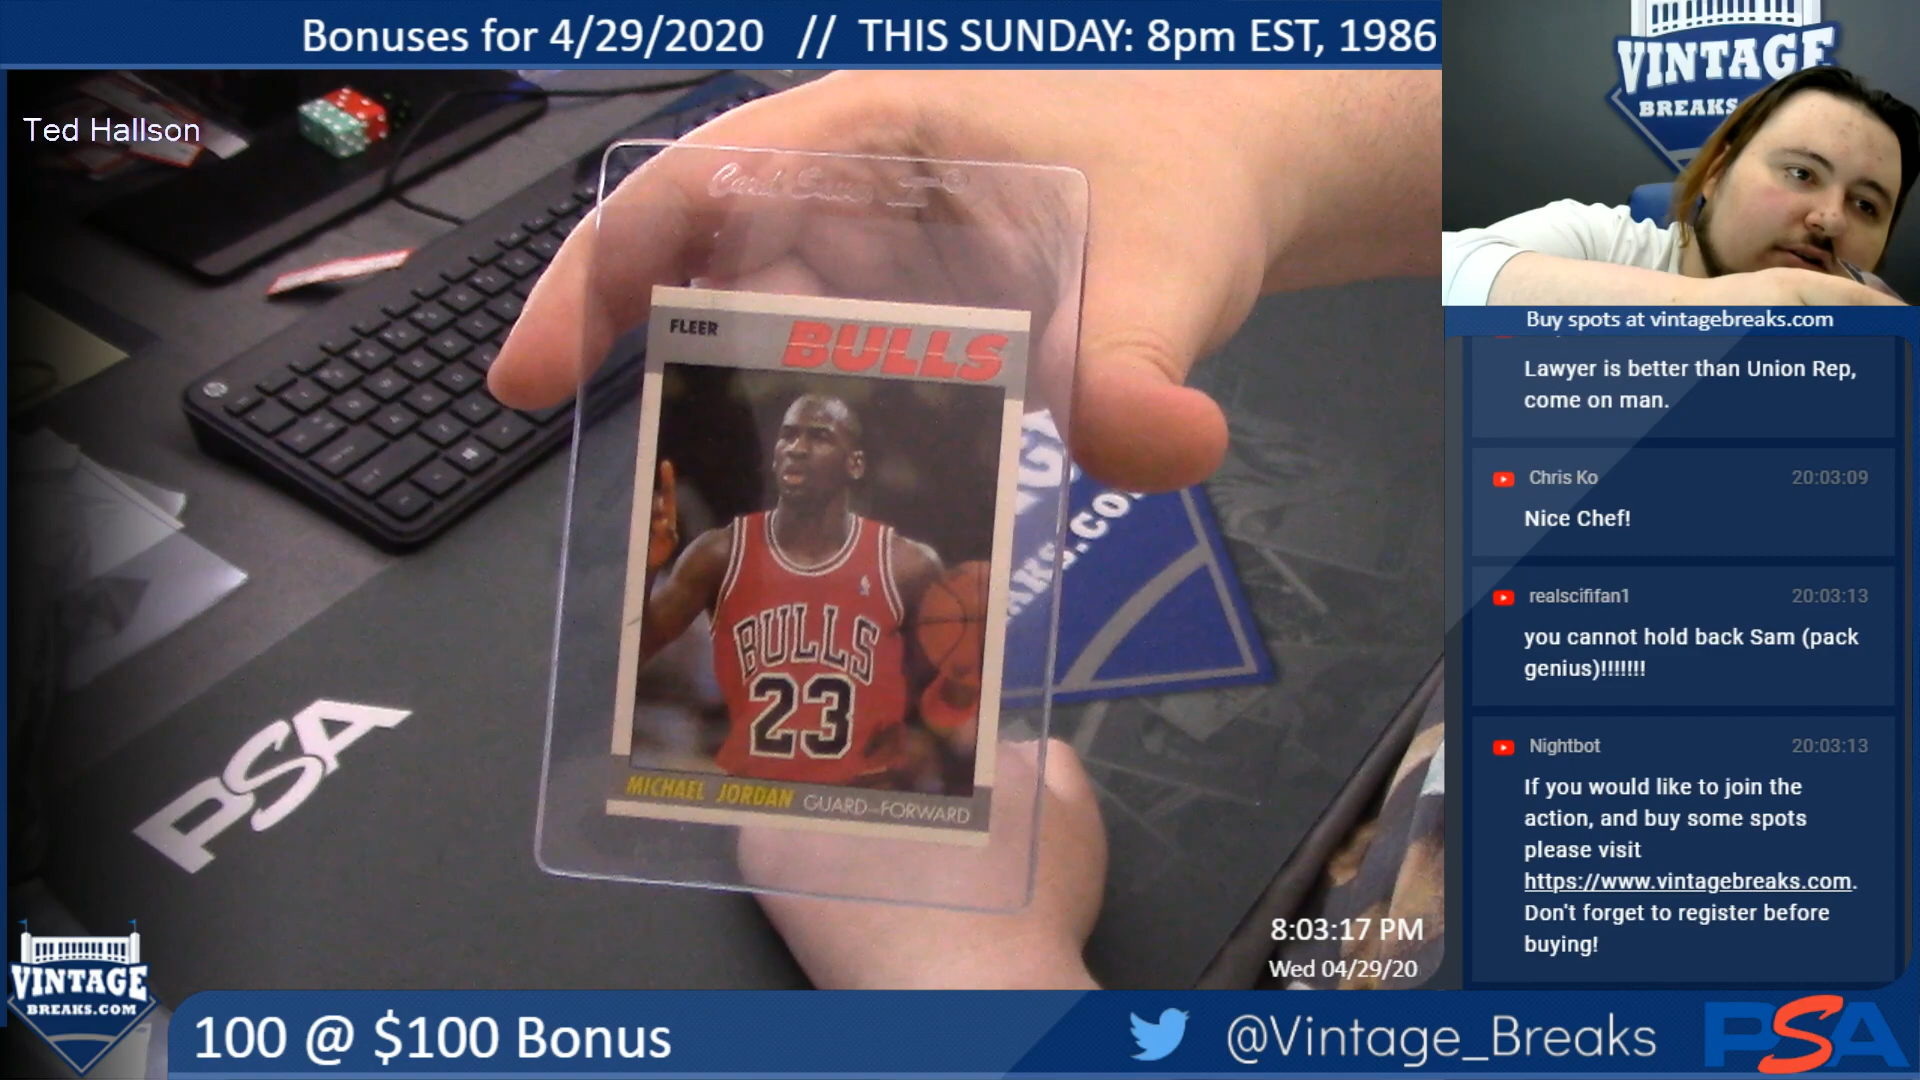 Bonuses for 4/29/2020 // THIS SUNDAY: 8pm EST, 1986
Ted Hallson
Card Saver
FLEER
BULLS
BULLS
23
MICHAEL JORDAN GUARD-FORWARD
PSA
8:03:17 PM
Wed 04/29/20
VINTAGE
BREAKS
Buy spots at vintagebreaks.com
Lawyer is better than Union Rep,
come on man.
Chris Ko 20:03:09
Nice Chef!
realscififan1 20:03:13
you cannot hold back Sam (pack
genius)!!!!!!!
Nightbot 20:03:13
If you would like to join the
action, and buy some spots
please visit
https://www.vintagebreaks.com.
Don't forget to register before
buying!
VINTAGE
BREAKS.COM
100 @ $100 Bonus
@Vintage_Breaks
PSA